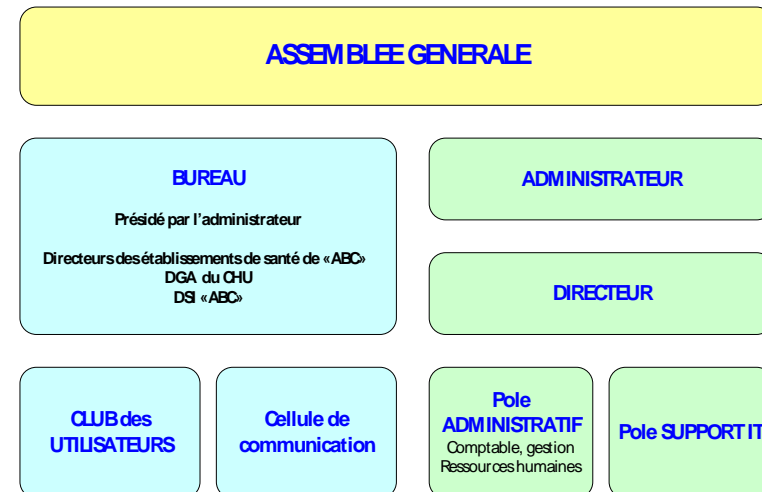 ASSEMBLEE GENERALE
BUREAU
Présidé par l'administrateur
Directeurs des établissements de santé de «ABC»
DGA du CHU
DSI «ABC»
ADMINISTRATEUR
DIRECTEUR
CLUB des
UTILISATEURS
Cellule de
communication
Pole
ADMINISTRATIF
Comptable, gestion
Ressources humaines
Pole SUPPORT IT